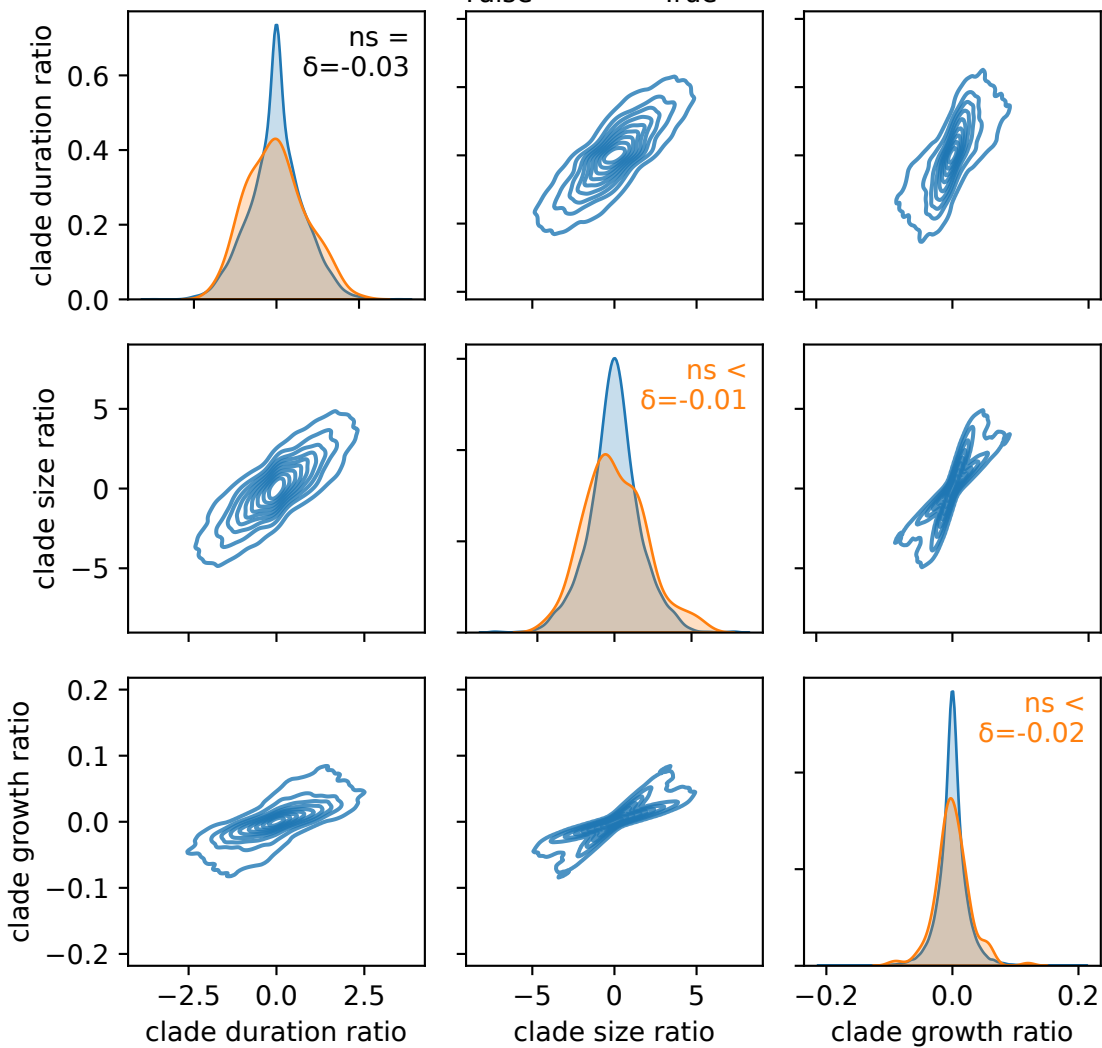 clade duration ratio
0.6
0.4
0.2
0.0
ns =
δ=-0.03
clade size ratio
5
0
−5
ns <
δ=-0.01
clade growth ratio
0.2
0.1
0.0
−0.1
−0.2
ns <
δ=-0.02
−2.5 0.0 2.5
−5 0 5
−0.2 0.0 0.2
clade duration ratio
clade size ratio
clade growth ratio